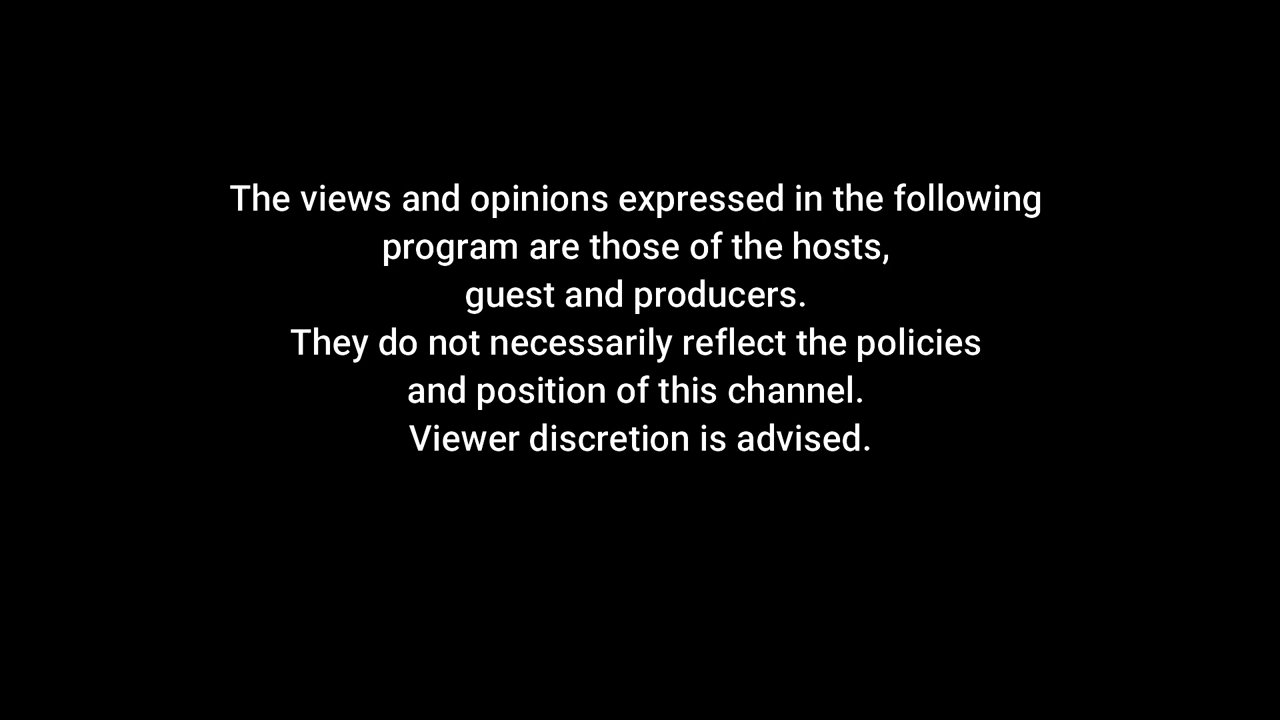 The views and opinions expressed in the following
program are those of the hosts,
guest and producers.
They do not necessarily reflect the policies
and position of this channel.
Viewer discretion is advised.